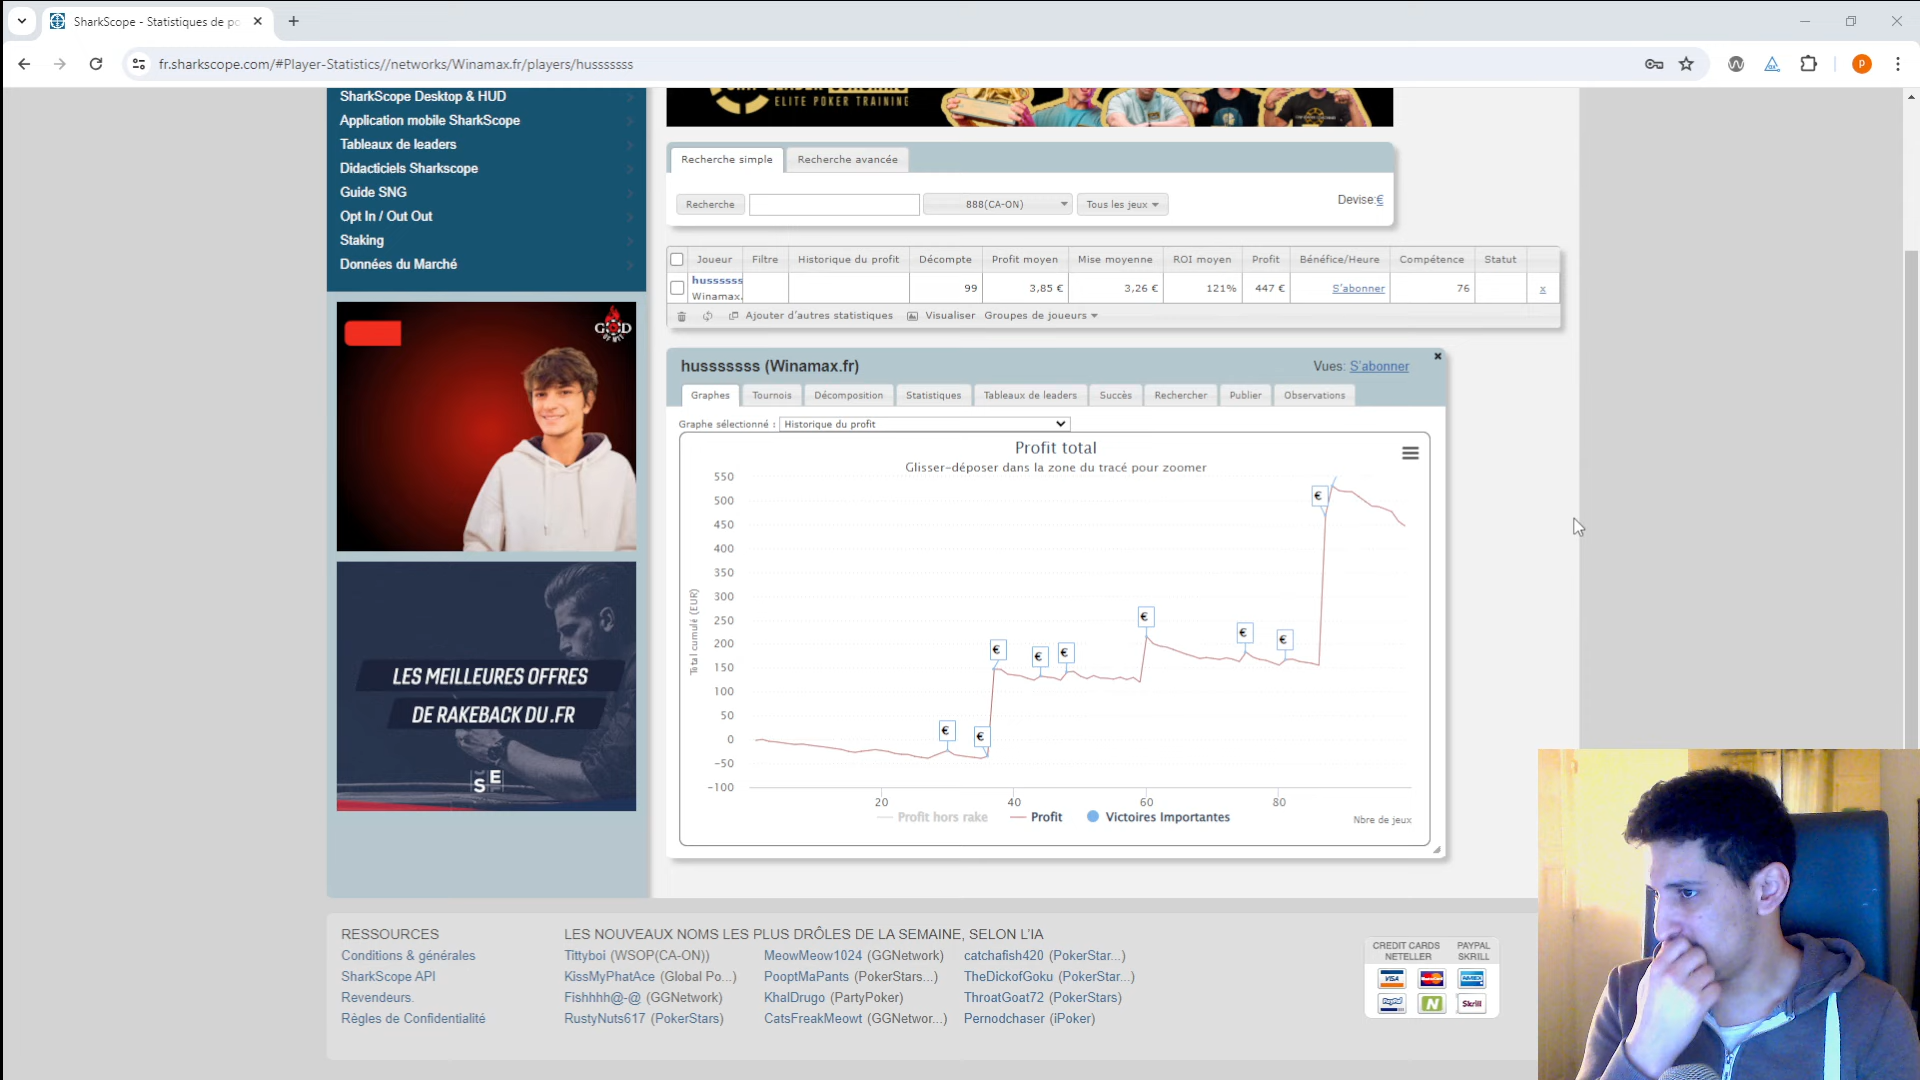 SharkScope - Statistiques de po
fr.sharkscope.com/#Player-Statistics//networks/Winamax.fr/players/husssssss
P
SharkScope Desktop & HUD
Application mobile SharkScope
Tableaux de leaders
Didacticiels Sharkscope
Guide SNG
Opt In / Out Out
Staking
Données du Marché
ELITE POKER TRAINING
Recherche simple
Recherche avancée
Recherche
888(CA-ON)
Tous les jeux
Devise:€
Joueur Filtre Historique du profit Décompte Profit moyen Mise moyenne ROI moyen Profit Bénéfice/Heure Compétence Statut
hussssss
Winamax.
99 3,85 € 3,26 € 121% 447 € S'abonner 76 x
Ajouter d'autres statistiques Visualiser Groupes de joueurs
husssssss (Winamax.fr)
Vues: S'abonner
Graphes Tournois Décomposition Statistiques Tableaux de leaders Succès Rechercher Publier Observations
Graphe sélectionné : Historique du profit
Profit total
Glisser-déposer dans la zone du tracé pour zoomer
Total cumulé (EUR)
550
500
450
400
350
300
250
200
150
100
50
0
−50
−100
€ € € € € € € € €
20 40 60 80
Profit hors rake Profit Victoires Importantes
Nbre de jeux
GOD
OF MTT
LES MEILLEURES OFFRES
DE RAKEBACK DU .FR
SE
RESSOURCES
Conditions & générales
SharkScope API
Revendeurs.
Règles de Confidentialité
LES NOUVEAUX NOMS LES PLUS DRÔLES DE LA SEMAINE, SELON L'IA
Tittyboi (WSOP(CA-ON)) MeowMeow1024 (GGNetwork) catchafish420 (PokerStar...)
KissMyPhatAce (Global Po...) PooptMaPants (PokerStars...) TheDickofGoku (PokerStar...)
Fishhhh@-@ (GGNetwork) KhalDrugo (PartyPoker) ThroatGoat72 (PokerStars)
RustyNuts617 (PokerStars) CatsFreakMeowt (GGNetwor...) Pernodchaser (iPoker)
CREDIT CARDS
NETELLER
PAYPAL
SKRILL
VISA
PayPal
N
Skrill